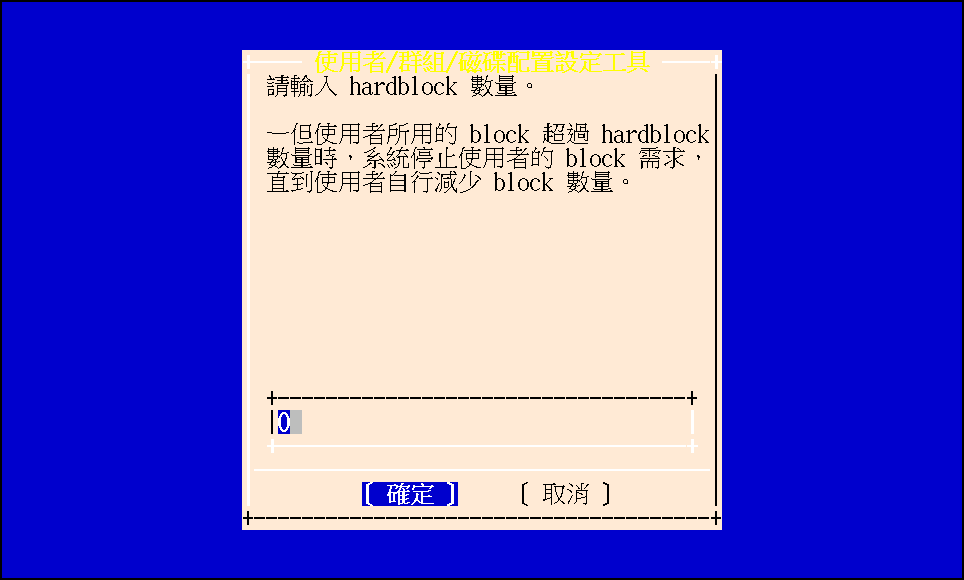 使用者/群組/磁碟配置設定工具
請輸入 hardblock 數量。
一但使用者所用的 block 超過 hardblock
數量時，系統停止使用者的 block 需求，
直到使用者自行減少 block 數量。
0
[ 確定 ] [ 取消 ]